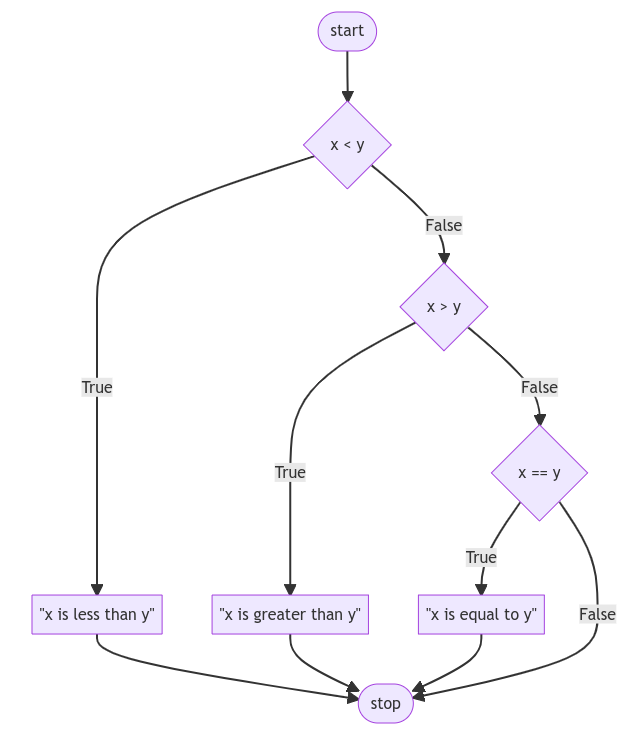 start
x < y
False
x > y
True
False
True
x == y
True
"x is less than y"
"x is greater than y"
"x is equal to y"
False
stop